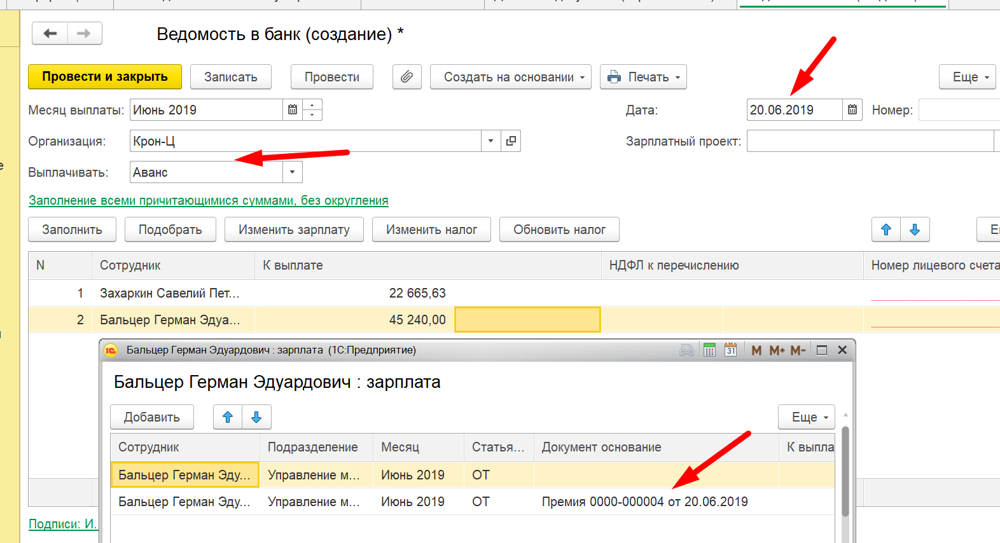 Ведомость в банк (создание) *
Провести и закрыть Записать Провести Создать на основании Печать Еще
Месяц выплаты: Июнь 2019 Дата: 20.06.2019 Номер:
Организация: Крон-Ц Зарплатный проект:
Выплачивать: Аванс
Заполнение всеми причитающимися суммами, без округления
Заполнить Подобрать Изменить зарплату Изменить налог Обновить налог
N Сотрудник К выплате НДФЛ к перечислению Номер лицевого счета
1 Захаркин Савелий Пет... 22 665,63
2 Бальцер Герман Эдуа... 45 240,00
Бальцер Герман Эдуардович : зарплата (1С:Предприятие) 31 M M+ M-
Бальцер Герман Эдуардович : зарплата
Добавить Еще
Сотрудник Подразделение Месяц Статья... Документ основание К выпла
Бальцер Герман Эду... Управление м... Июнь 2019 ОТ
Бальцер Герман Эду... Управление м... Июнь 2019 ОТ Премия 0000-000004 от 20.06.2019
Подписи: И.